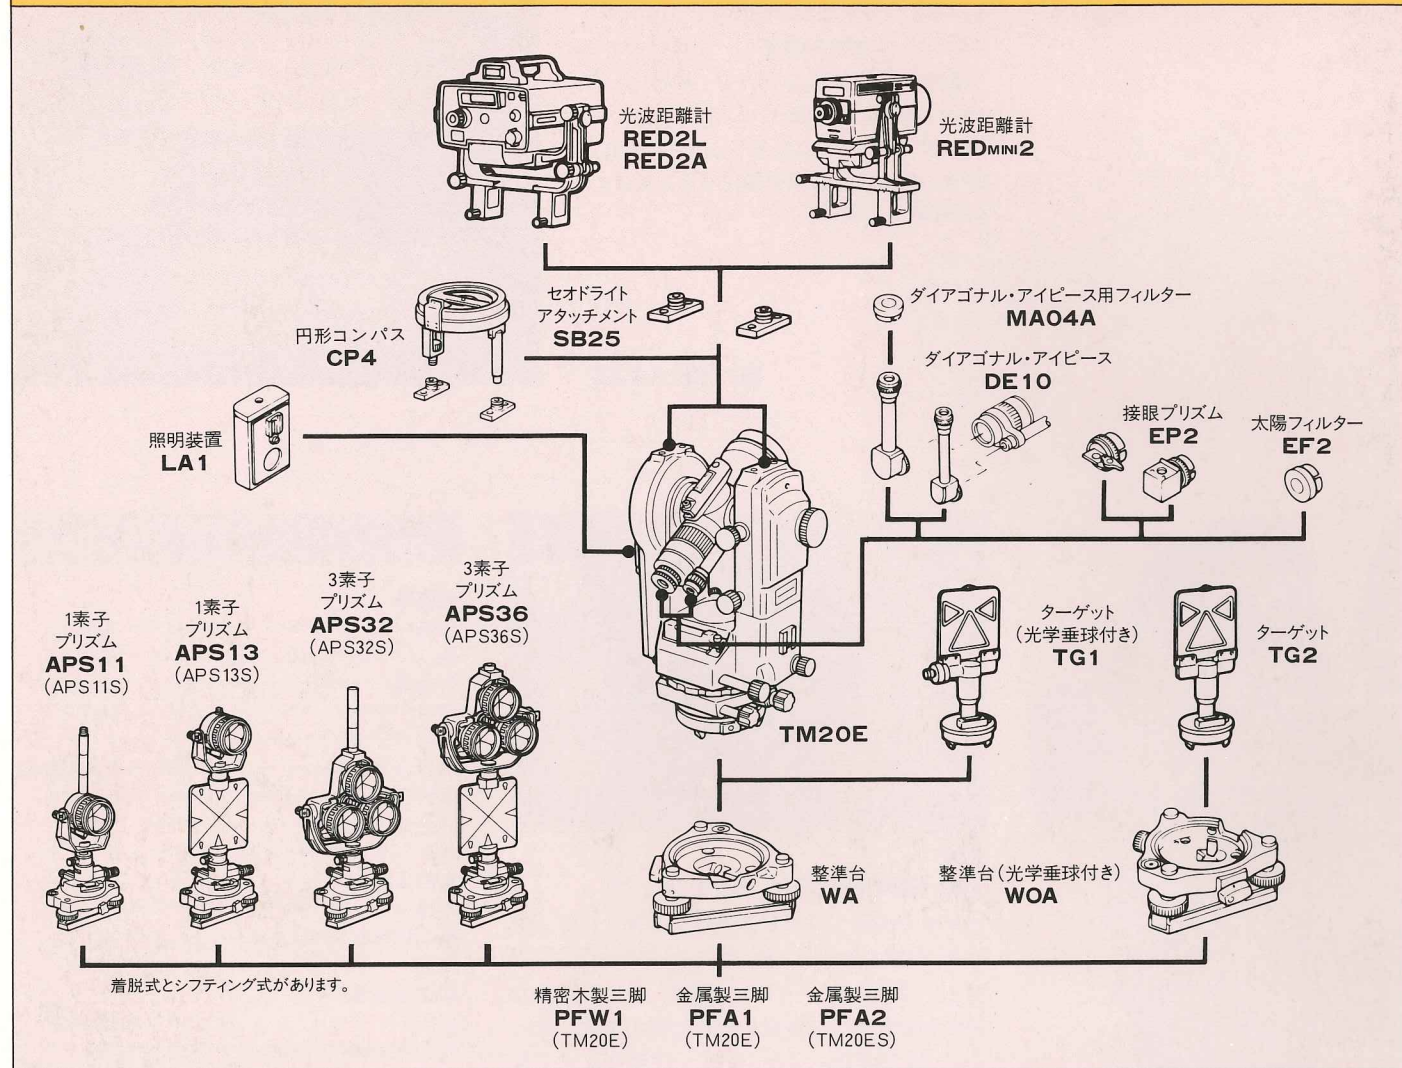 光波距離計
RED2L
RED2A
光波距離計
REDMINI2
セオドライト
アタッチメント
SB25
円形コンパス
CP4
ダイアゴナル・アイピース用フィルター
MA04A
ダイアゴナル・アイピース
DE10
接眼プリズム
EP2
太陽フィルター
EF2
照明装置
LA1
1素子
プリズム
APS11
(APS11S)
1素子
プリズム
APS13
(APS13S)
3素子
プリズム
APS32
(APS32S)
3素子
プリズム
APS36
(APS36S)
TM20E
ターゲット
(光学垂球付き)
TG1
ターゲット
TG2
整準台
WA
整準台(光学垂球付き)
WOA
着脱式とシフティング式があります。
精密木製三脚
PFW1
(TM20E)
金属製三脚
PFA1
(TM20E)
金属製三脚
PFA2
(TM20ES)